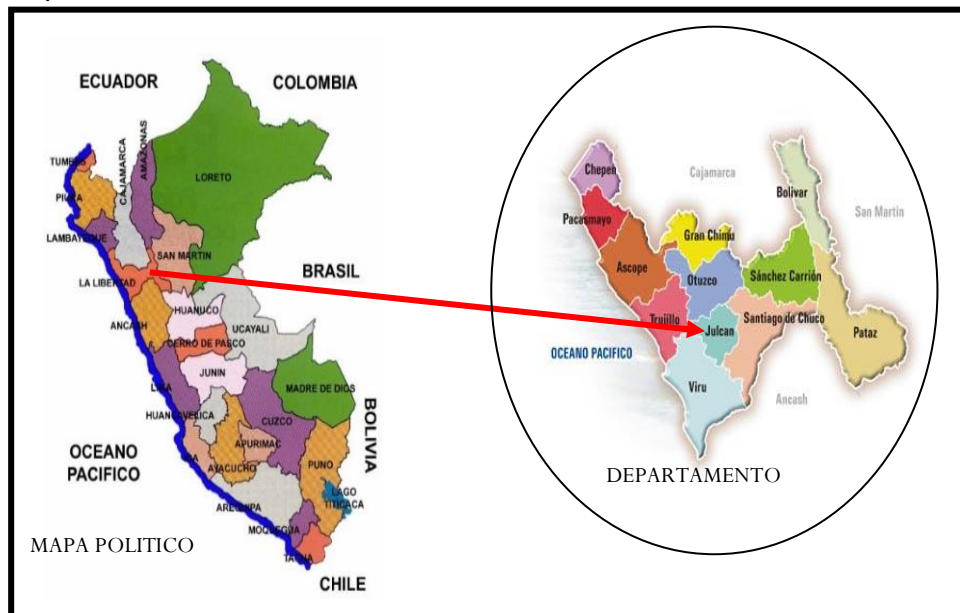 ECUADOR
COLOMBIA
TUMBES
PIURA
CAJAMARCA
AMAZONAS
LORETO
LAMBAYEQUE
SAN MARTIN
BRASIL
LA LIBERTAD
HUANUCO
ANCASH
UCAYALI
CERRO DE PASCO
JUNIN
LIMA
MADRE DE DIOS
HUANCAVELICA
CUZCO
BOLIVIA
APURIMAC
OCEANO
PACIFICO
AYACUCHO
PUNO
LAGO
TITICACA
AREQUIPA
MOQUEGUA
TACNA
CHILE
MAPA POLITICO
Chepen
Cajamarca
Bolivar
San Martin
Pacasmayo
Gran Chimu
Ascope
Otuzco
Sánchez Carrión
Trujillo
Julcan
Santiago de Chuco
Pataz
OCEANO PACIFICO
Viru
Ancash
DEPARTAMENTO